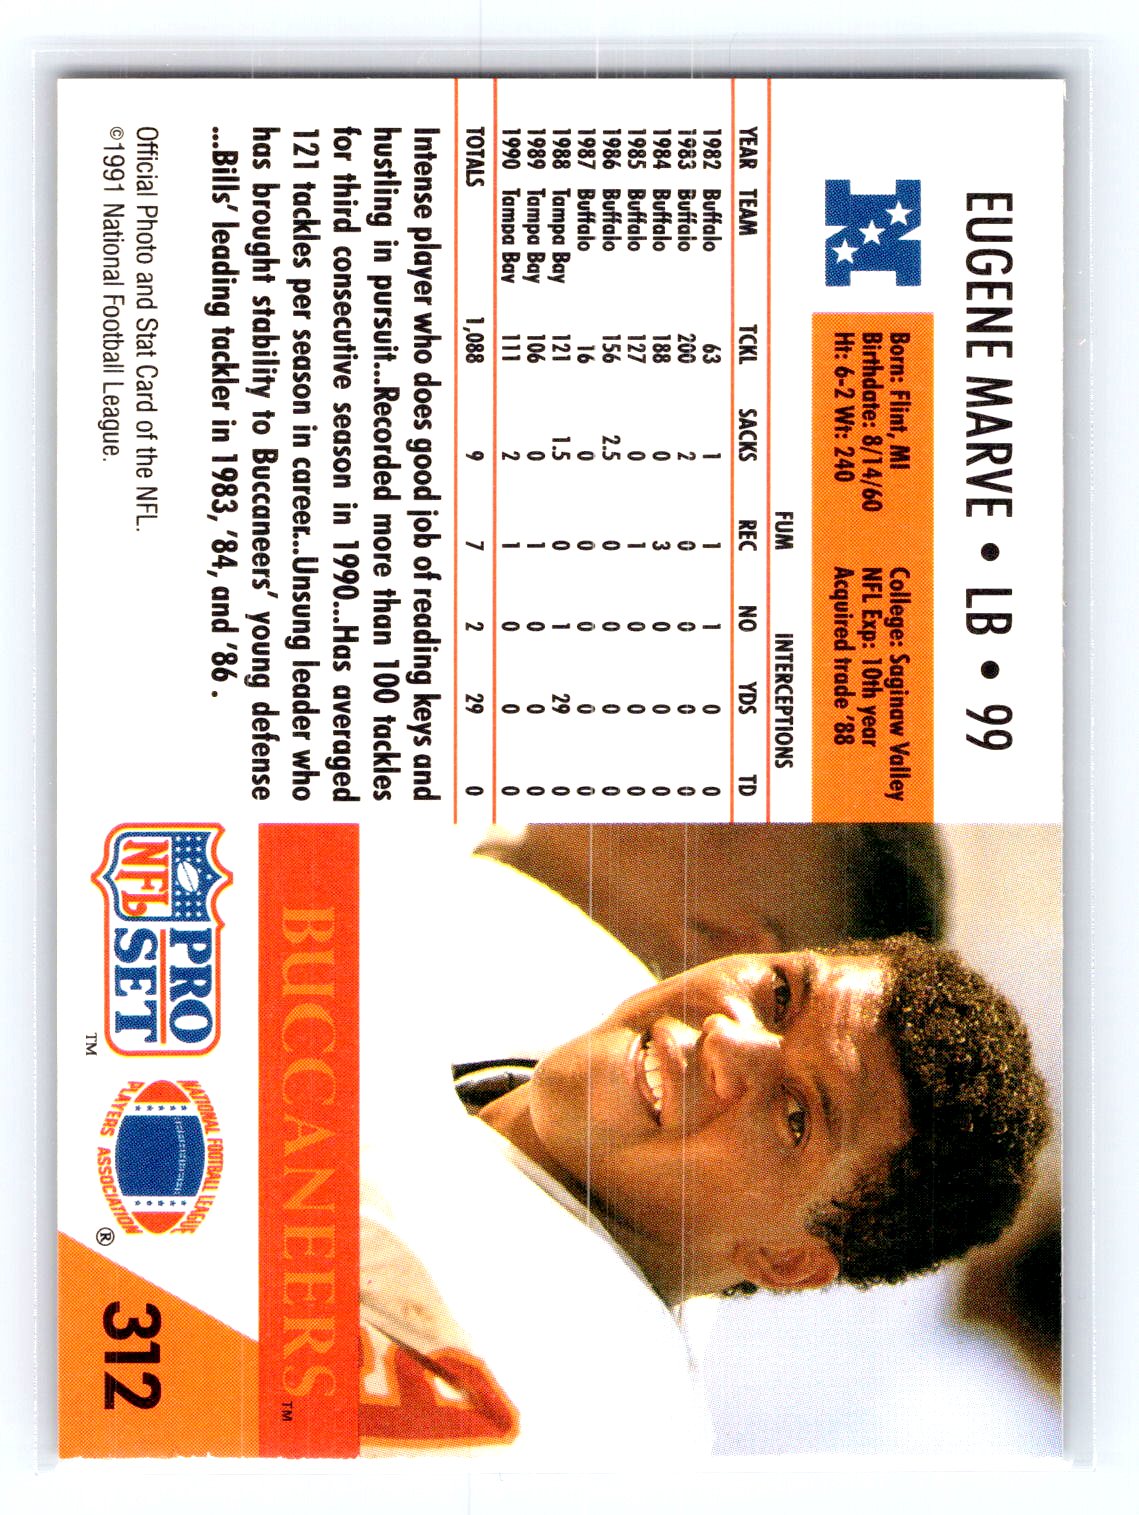 EUGENE MARVE • LB • 99
N
Born: Flint, MI College: Saginaw Valley
Birthdate: 8/14/60 NFL Exp: 10th year
Ht: 6-2 Wt: 240 Acquired trade '88
FUM INTERCEPTIONS
YEAR TEAM TCKL SACKS REC NO YDS TD
1982 Buffalo 63 1 1 1 0 0
1983 Buffalo 200 2 0 0 0 0
1984 Buffalo 188 0 3 0 0 0
1985 Buffalo 127 0 1 0 0 0
1986 Buffalo 156 2.5 0 0 0 0
1987 Buffalo 16 0 0 0 0 0
1988 Tampa Bay 121 1.5 0 1 29 0
1989 Tampa Bay 106 0 1 0 0 0
1990 Tampa Bay 111 2 1 0 0 0
TOTALS 1,088 9 7 2 29 0
Intense player who does good job of reading keys and
hustling in pursuit...Recorded more than 100 tackles
for third consecutive season in 1990...Has averaged
121 tackles per season in career...Unsung leader who
has brought stability to Buccaneers' young defense
...Bills' leading tackler in 1983, '84, and '86.
Official Photo and Stat Card of the NFL.
©1991 National Football League.
BUCCANEERS™
NFL
PRO
SET™
NATIONAL FOOTBALL LEAGUE
PLAYERS ASSOCIATION®
312